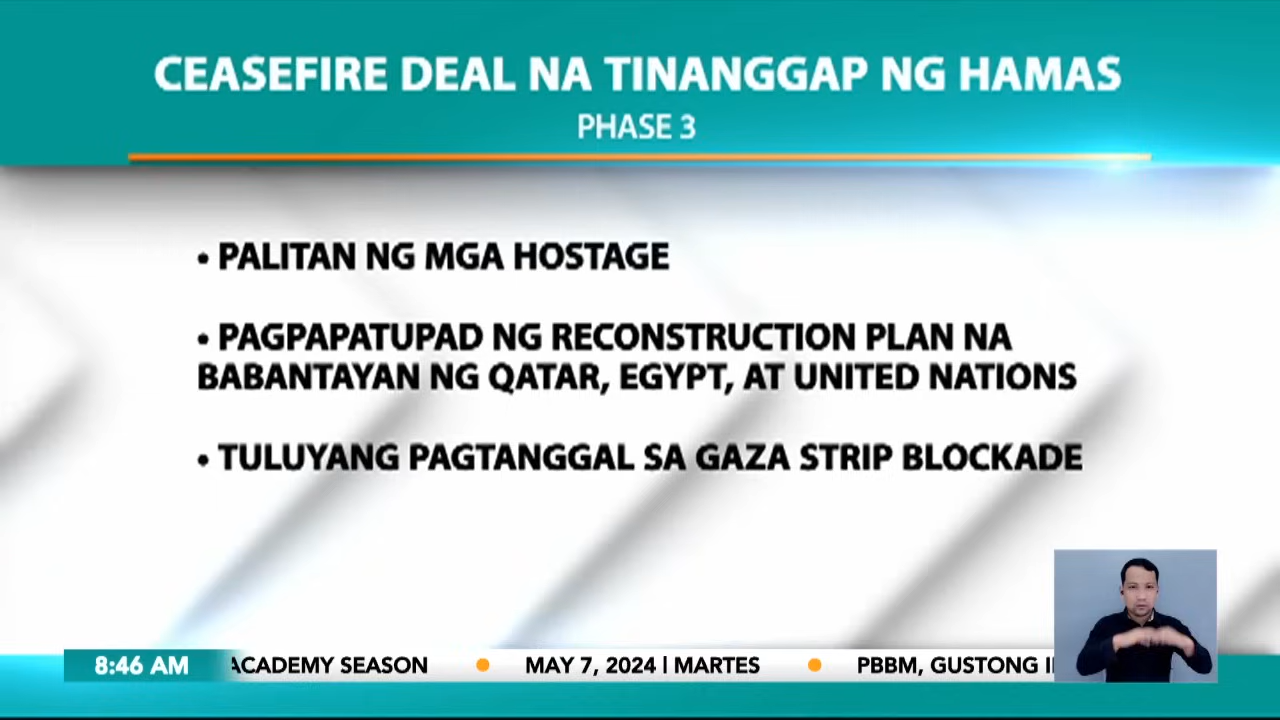 CEASEFIRE DEAL NA TINANGGAP NG HAMAS
PHASE 3
• PALITAN NG MGA HOSTAGE
• PAGPAPATUPAD NG RECONSTRUCTION PLAN NA
BABANTAYAN NG QATAR, EGYPT, AT UNITED NATIONS
• TULUYANG PAGTANGGAL SA GAZA STRIP BLOCKADE
8:46 AM ACADEMY SEASON • MAY 7, 2024 | MARTES • PBBM, GUSTONG